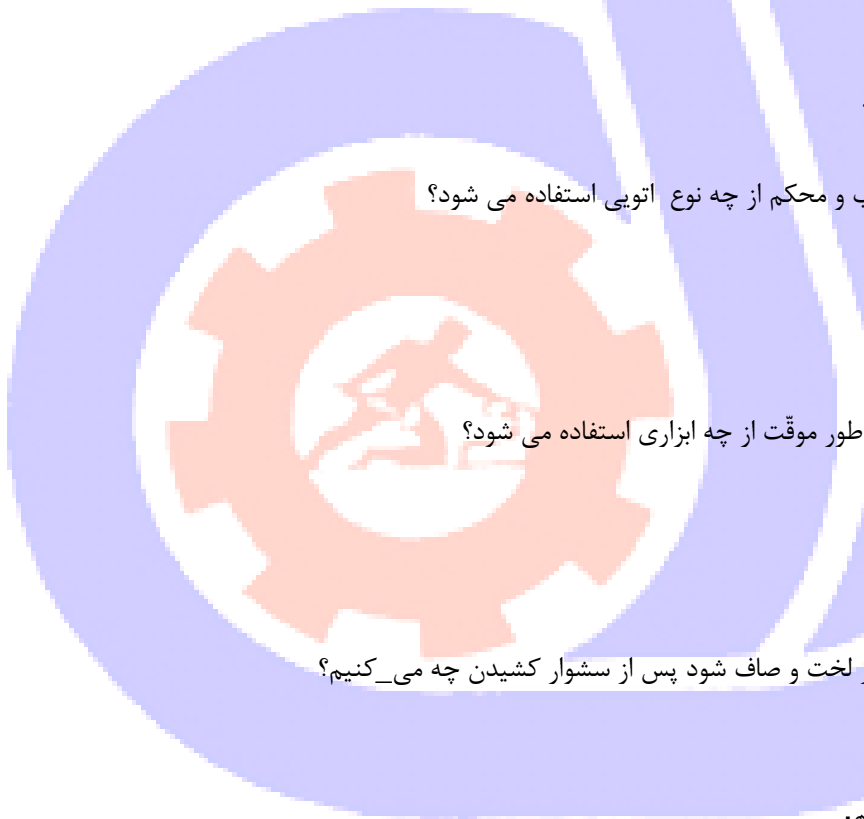 و محکم از چه نوع اتویی استفاده می شود؟
طور موقّت از چه ابزاری استفاده می شود؟
لخت و صاف شود پس از سشوار کشیدن چه می_کنیم؟